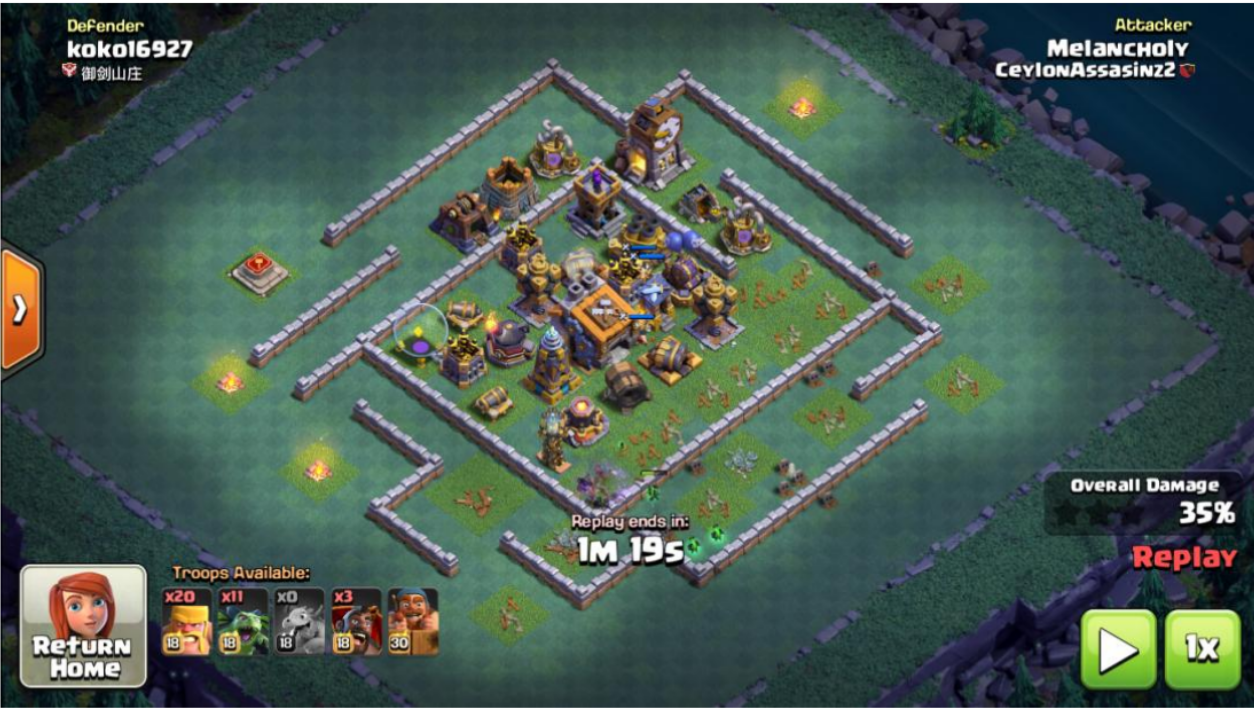 Defender
koko16927
御剑山庄
Attacker
Melancholy
CeylonAssasinz2
Overall Damage
35%
Replay
Replay ends in:
1m 19s
Troops Available:
x20 x11 x0 x3
18 18 18 18 30
Return
Home
1x